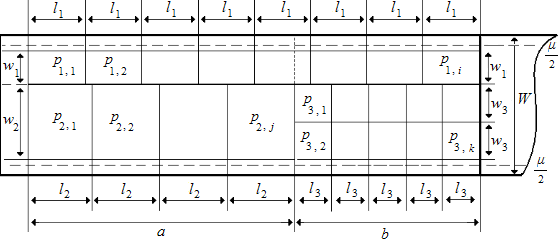 l1 l1 l1 l1 l1 l1 l1 l1
μ/2
w1 p1,1 p1,2 p1,i w1
W
w2 p2,1 p2,2 p2,j p3,1 w3
p3,2 p3,k w3
μ/2
l2 l2 l2 l2 l3 l3 l3 l3 l3
a b